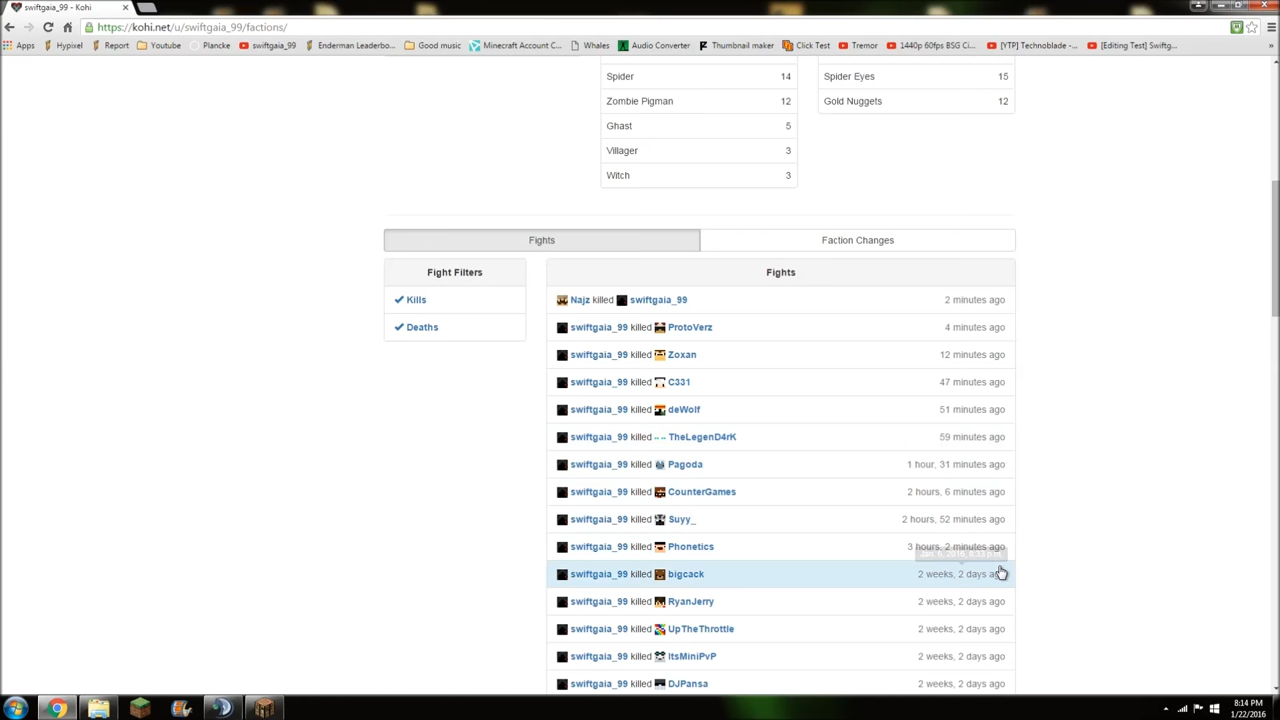 swiftgaia_99 - Kohi
https://kohi.net/u/swiftgaia_99/factions/
Apps Hypixel Report Youtube Plancke swiftgaia_99 Enderman Leaderbo... Good music Minecraft Account C... Whales Audio Converter Thumbnail maker Click Test Tremor 1440p 60fps BSG Ci... [YTP] Technoblade -... [Editing Test] Swiftg...
Spider 14 Spider Eyes 15
Zombie Pigman 12 Gold Nuggets 12
Ghast 5
Villager 3
Witch 3
Fights Faction Changes
Fight Filters Fights
Kills Najz killed swiftgaia_99 2 minutes ago
Deaths swiftgaia_99 killed ProtoVerz 4 minutes ago
swiftgaia_99 killed Zoxan 12 minutes ago
swiftgaia_99 killed C331 47 minutes ago
swiftgaia_99 killed deWolf 51 minutes ago
swiftgaia_99 killed TheLegenD4rK 59 minutes ago
swiftgaia_99 killed Pagoda 1 hour, 31 minutes ago
swiftgaia_99 killed CounterGames 2 hours, 6 minutes ago
swiftgaia_99 killed Suyy_ 2 hours, 52 minutes ago
swiftgaia_99 killed Phonetics 3 hours, 2 minutes ago
swiftgaia_99 killed bigcack 2 weeks, 2 days ago
swiftgaia_99 killed RyanJerry 2 weeks, 2 days ago
swiftgaia_99 killed UpTheThrottle 2 weeks, 2 days ago
swiftgaia_99 killed ItsMiniPvP 2 weeks, 2 days ago
swiftgaia_99 killed DJPansa 2 weeks, 2 days ago
8:14 PM
1/22/2016